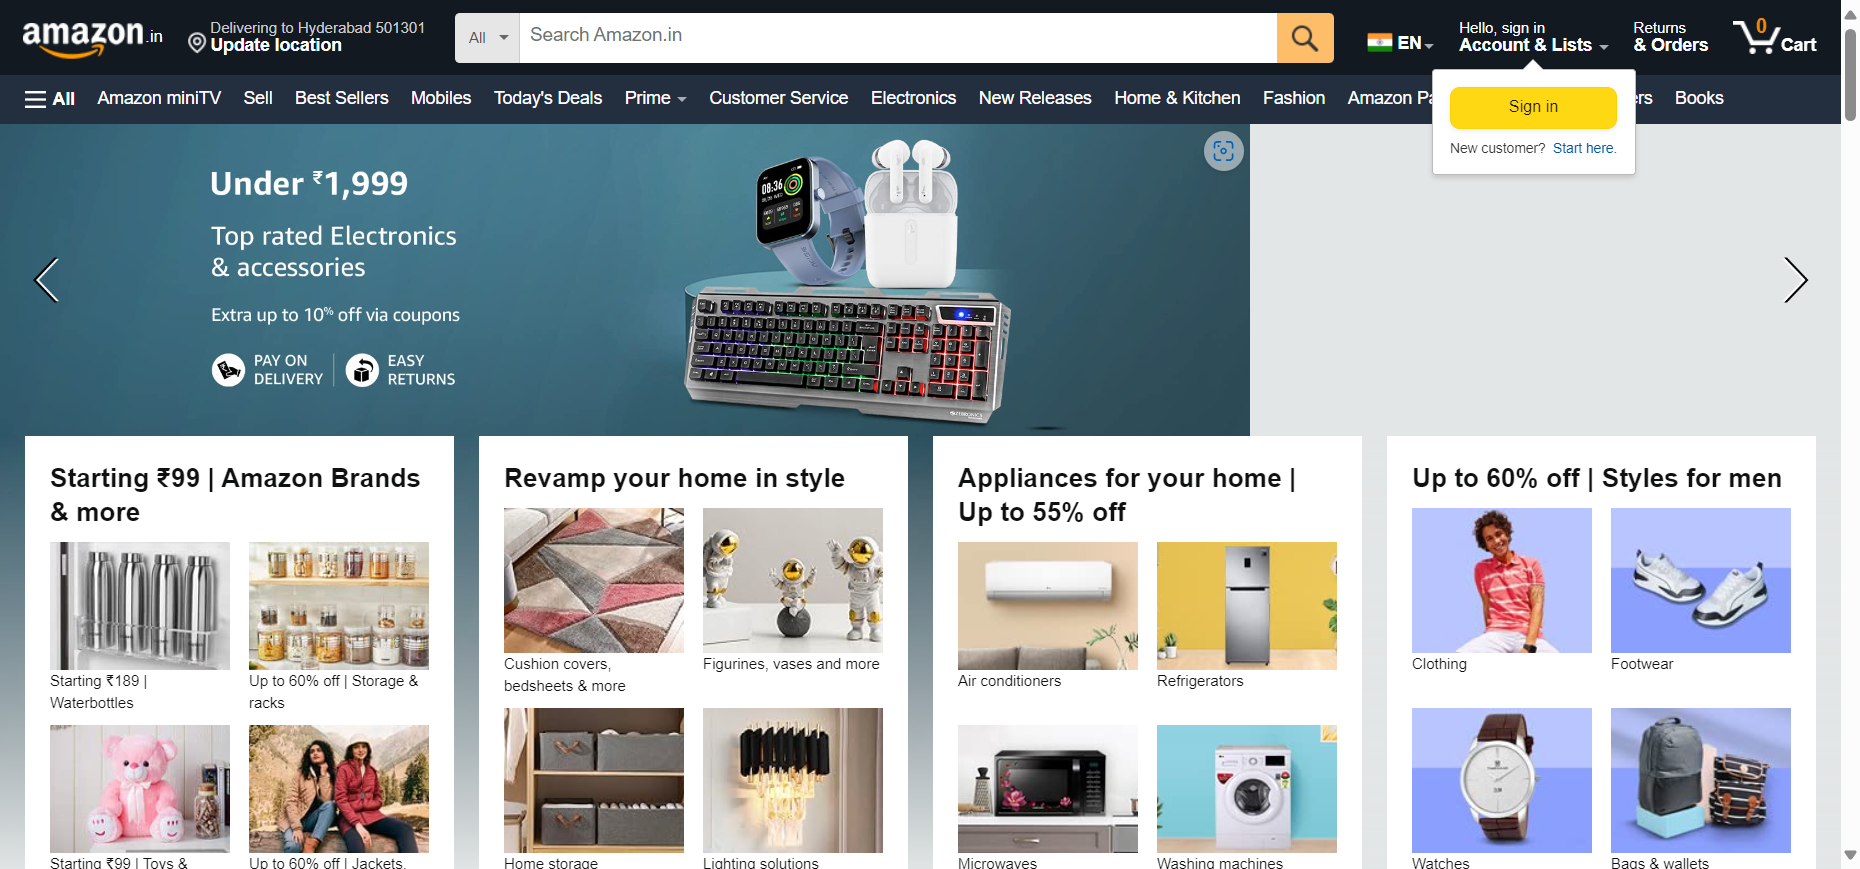 amazon.in
Delivering to Hyderabad 501301
Update location
All
Search Amazon.in
EN
Hello, sign in
Account & Lists
Returns
& Orders
0
Cart
All
Amazon miniTV
Sell
Best Sellers
Mobiles
Today's Deals
Prime
Customer Service
Electronics
New Releases
Home & Kitchen
Fashion
Amazon
Books
Sign in
New customer? Start here.
Under ₹1,999
Top rated Electronics
& accessories
Extra up to 10% off via coupons
PAY ON
DELIVERY
EASY
RETURNS
08:36
ZEBRONICS
Starting ₹99 | Amazon Brands
& more
Starting ₹189 |
Waterbottles
Up to 60% off | Storage &
racks
Starting ₹99 | Toys &
Up to 60% off | Jackets,
Revamp your home in style
Cushion covers,
bedsheets & more
Figurines, vases and more
Home storage
Lighting solutions
Appliances for your home |
Up to 55% off
Air conditioners
Refrigerators
Microwaves
Washing machines
Up to 60% off | Styles for men
Clothing
Footwear
Watches
Bags & wallets